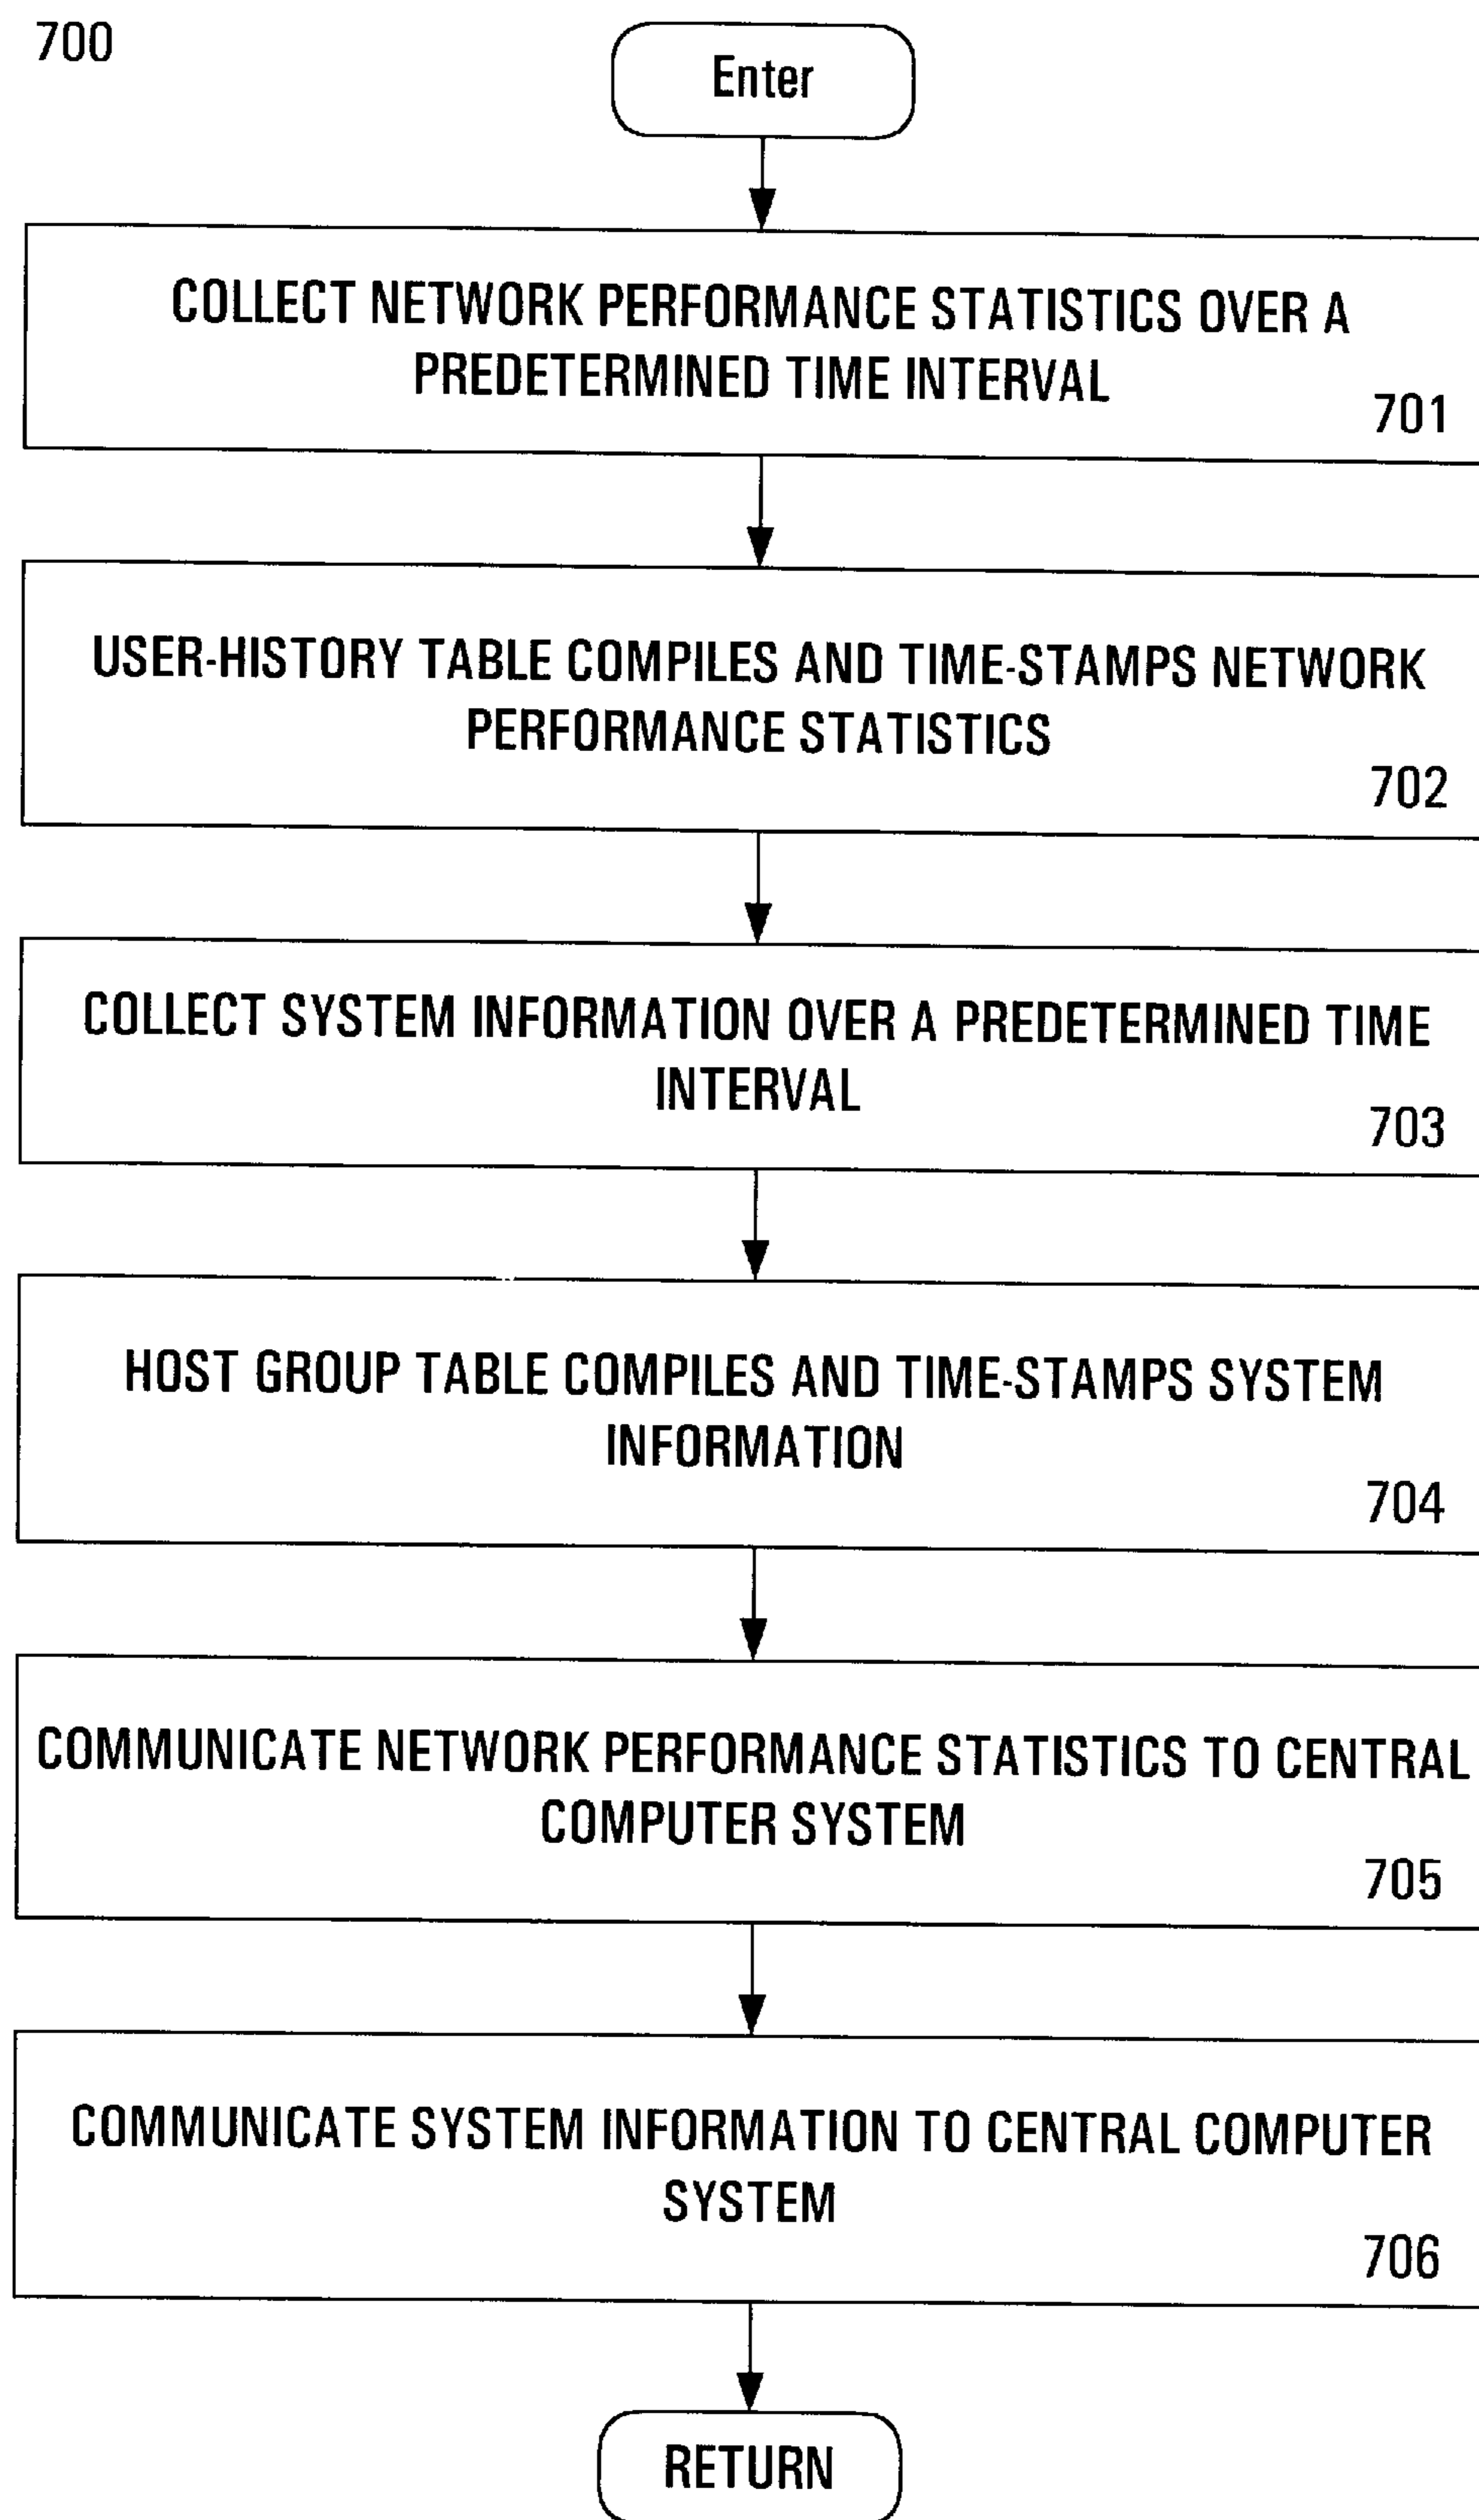 700
Enter
COLLECT NETWORK PERFORMANCE STATISTICS OVER A
PREDETERMINED TIME INTERVAL
701
USER-HISTORY TABLE COMPILES AND TIME-STAMPS NETWORK
PERFORMANCE STATISTICS
702
COLLECT SYSTEM INFORMATION OVER A PREDETERMINED TIME
INTERVAL
703
HOST GROUP TABLE COMPILES AND TIME-STAMPS SYSTEM
INFORMATION
704
COMMUNICATE NETWORK PERFORMANCE STATISTICS TO CENTRAL
COMPUTER SYSTEM
705
COMMUNICATE SYSTEM INFORMATION TO CENTRAL COMPUTER
SYSTEM
706
RETURN